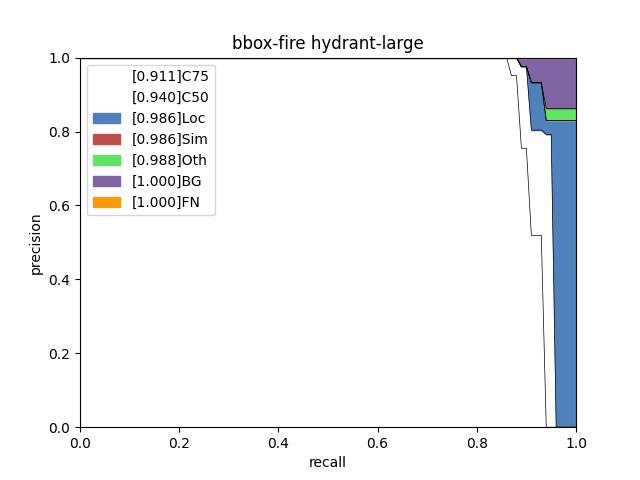 bbox-fire hydrant-large
1.0
0.8
0.6
0.4
0.2
0.0
precision
[0.911]C75
[0.940]C50
[0.986]Loc
[0.986]Sim
[0.988]Oth
[1.000]BG
[1.000]FN
0.0 0.2 0.4 0.6 0.8 1.0
recall